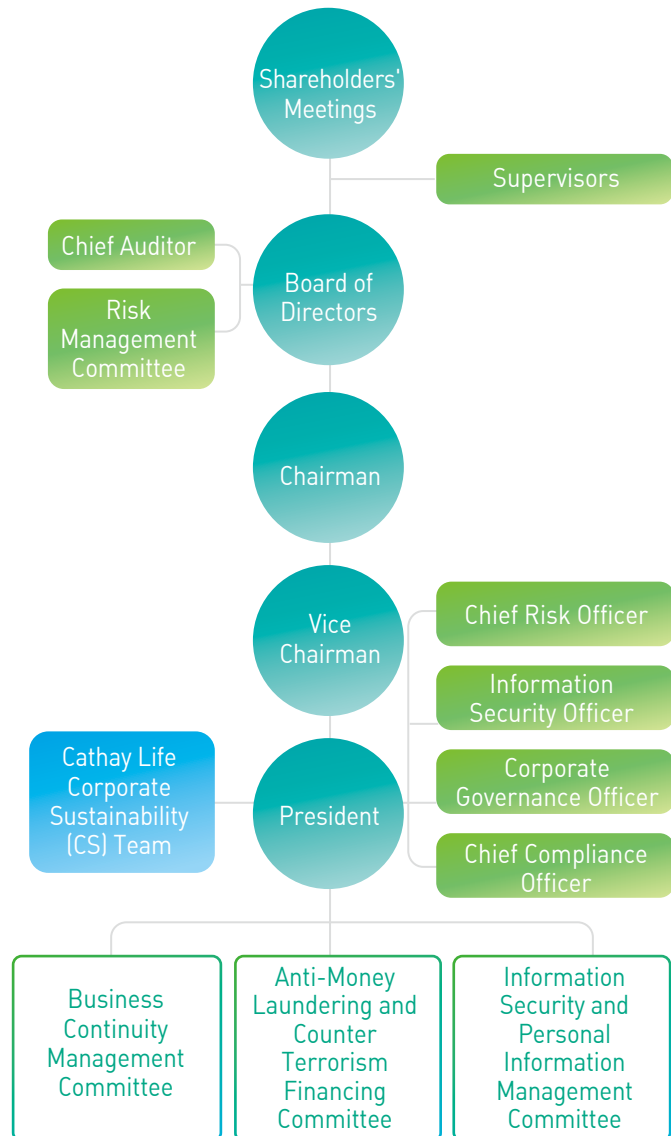 Shareholders'
Meetings
Supervisors
Chief Auditor
Risk
Management
Committee
Board of
Directors
Chairman
Vice
Chairman
Chief Risk Officer
Information
Security Officer
Corporate
Governance Officer
Chief Compliance
Officer
Cathay Life
Corporate
Sustainability
(CS) Team
President
Business
Continuity
Management
Committee
Anti-Money
Laundering and
Counter
Terrorism
Financing
Committee
Information
Security and
Personal
Information
Management
Committee